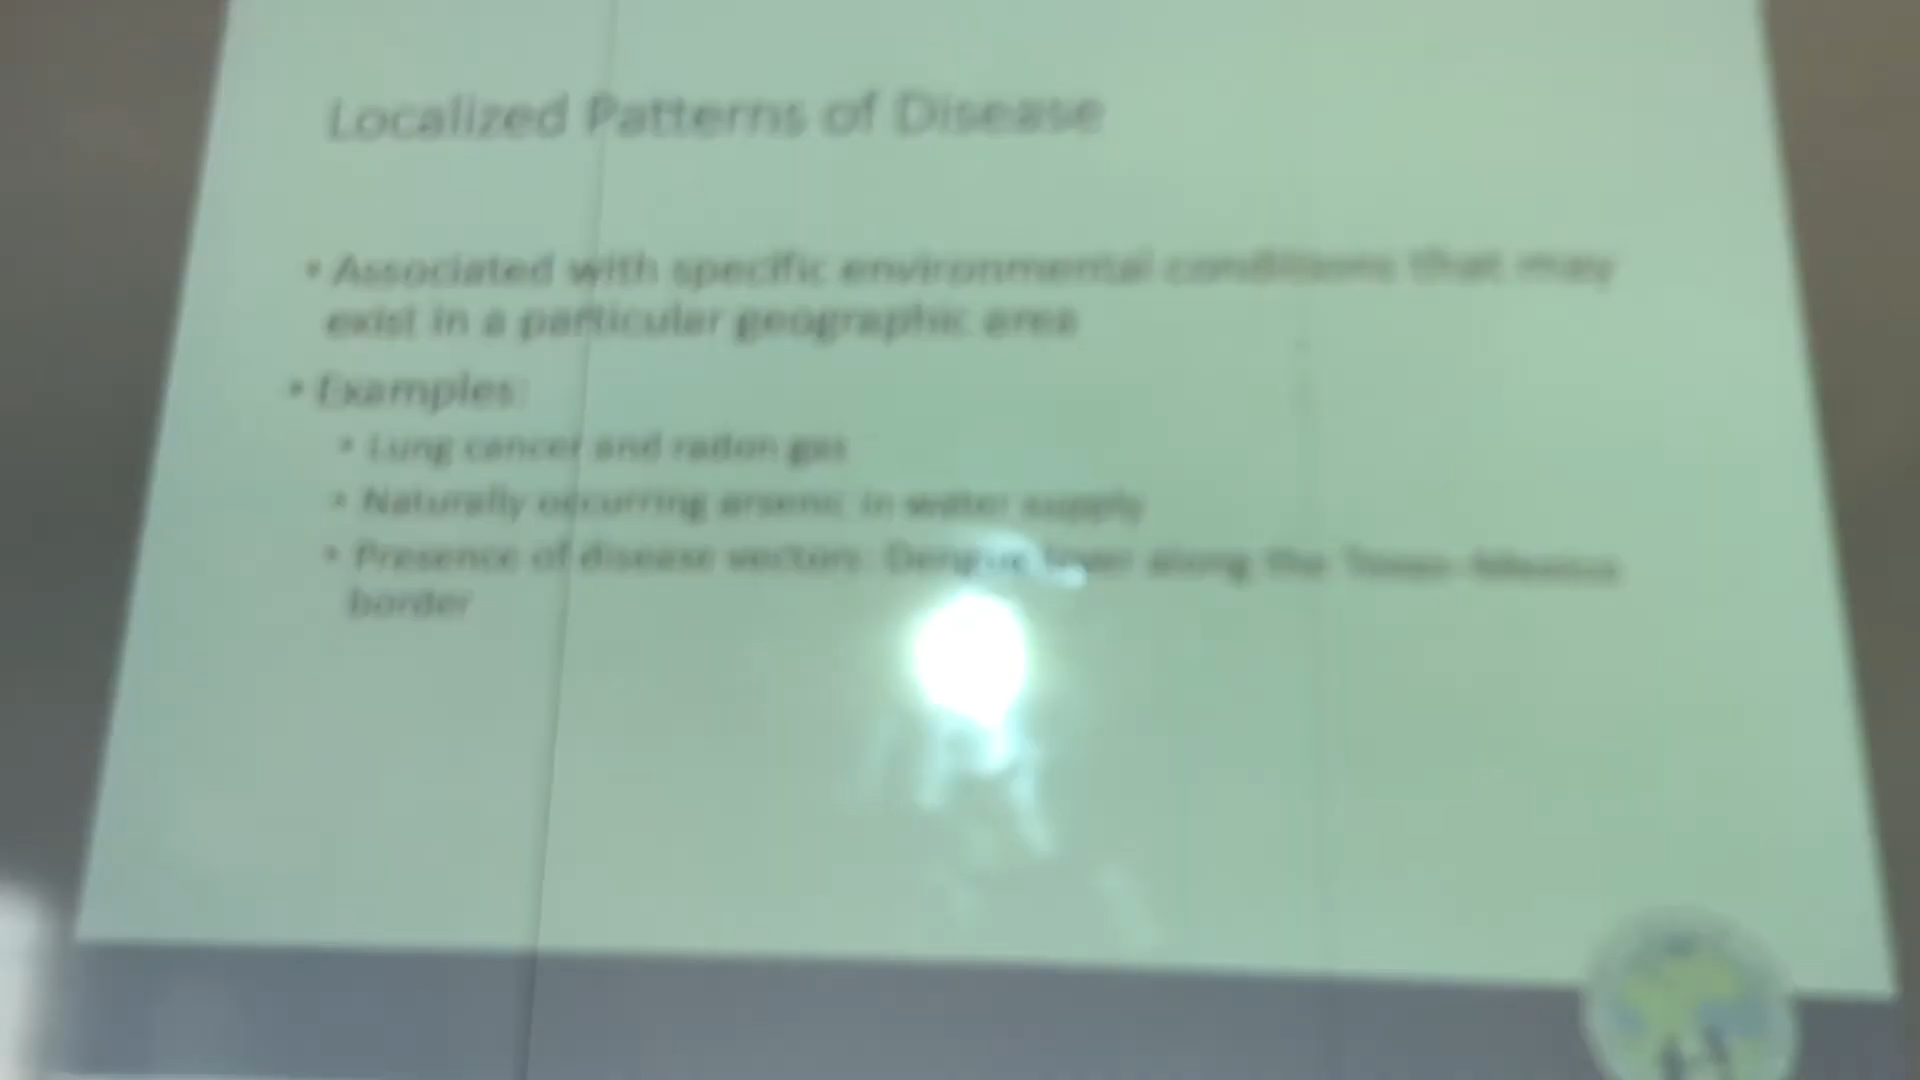 Localized Patterns of Disease
• Associated with specific environmental conditions that may
exist in a particular geographic area
• Examples:
• Lung cancer and radon gas
• Naturally occurring arsenic in water supply
• Presence of disease vectors: Dengue fever along the Texas–Mexico
border